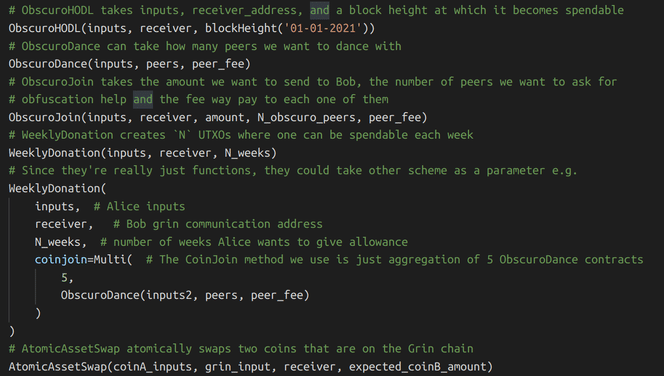 # ObscuroHODL takes inputs, receiver_address, and a block height at which it becomes spendable
ObscuroHODL(inputs, receiver, blockHeight('01-01-2021'))
# ObscuroDance can take how many peers we want to dance with
ObscuroDance(inputs, peers, peer_fee)
# ObscuroJoin takes the amount we want to send to Bob, the number of peers we want to ask for
# obfuscation help and the fee way pay to each one of them
ObscuroJoin(inputs, receiver, amount, N_obscuro_peers, peer_fee)
# WeeklyDonation creates `N` UTXOs where one can be spendable each week
WeeklyDonation(inputs, receiver, N_weeks)
# Since they're really just functions, they could take other scheme as a parameter e.g.
WeeklyDonation(
    inputs,  # Alice inputs
    receiver,   # Bob grin communication address
    N_weeks,  # number of weeks Alice wants to give allowance
    coinjoin=Multi(  # The CoinJoin method we use is just aggregation of 5 ObscuroDance contracts
        5,
        ObscuroDance(inputs2, peers, peer_fee)
    )
)
# AtomicAssetSwap atomically swaps two coins that are on the Grin chain
AtomicAssetSwap(coinA_inputs, grin_input, receiver, expected_coinB_amount)